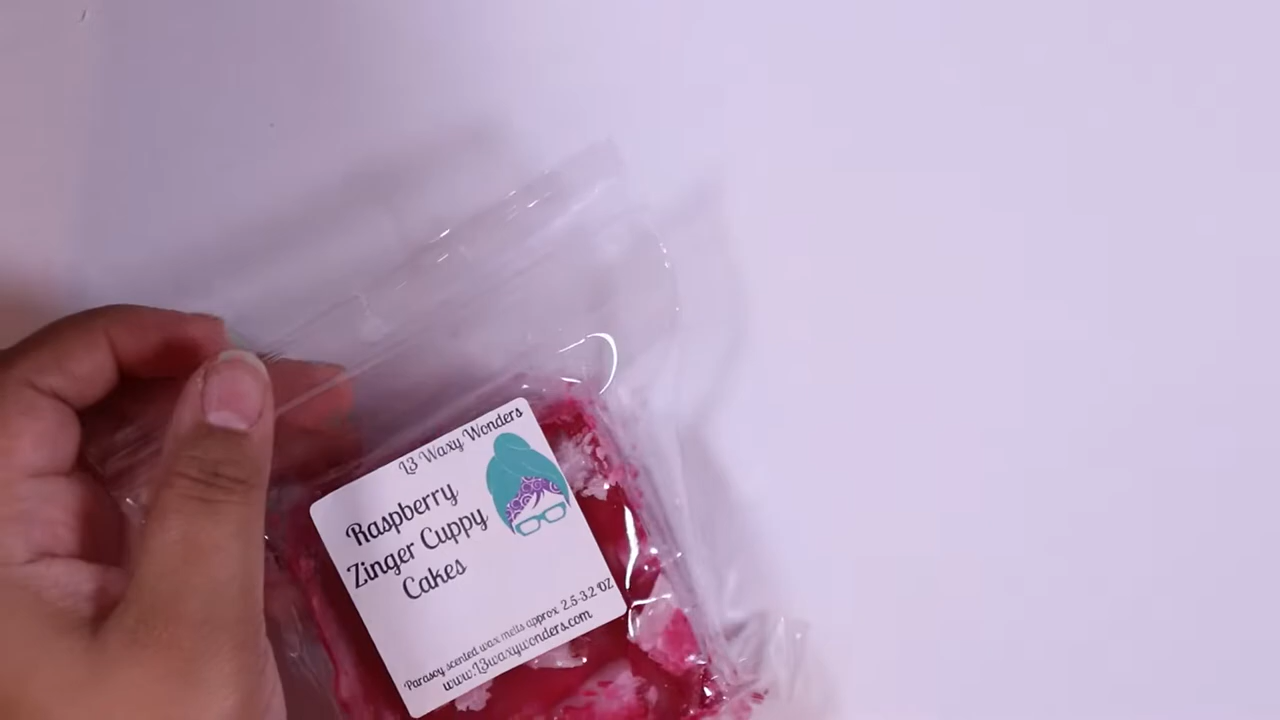 L3 Waxy Wonders
Raspberry
Zinger Cuppy
Cakes
Parasoy scented wax melts approx 2.5-3.2 OZ
www.L3waxywonders.com